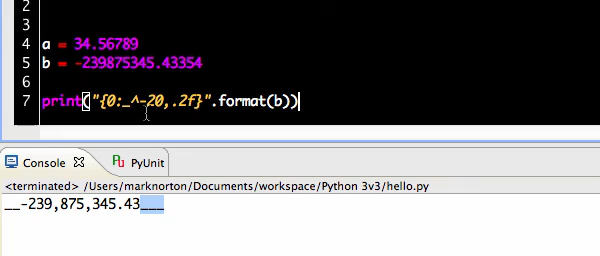 2
3
4 a = 34.56789
5 b = -239875345.43354
6
7 print("{0:_^-20,.2f}".format(b))
Console PyUnit
<terminated> /Users/marknorton/Documents/workspace/Python 3v3/hello.py
__-239,875,345.43___